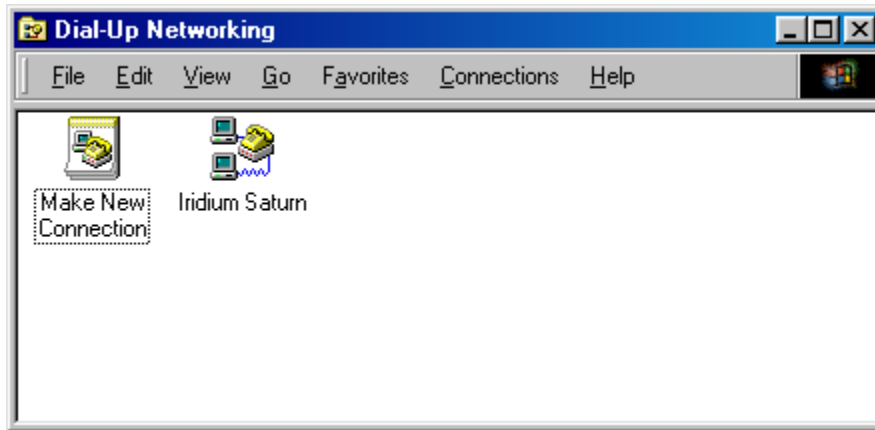 Dial-Up Networking
File Edit View Go Favorites Connections Help
Make New Connection
Iridium Saturn